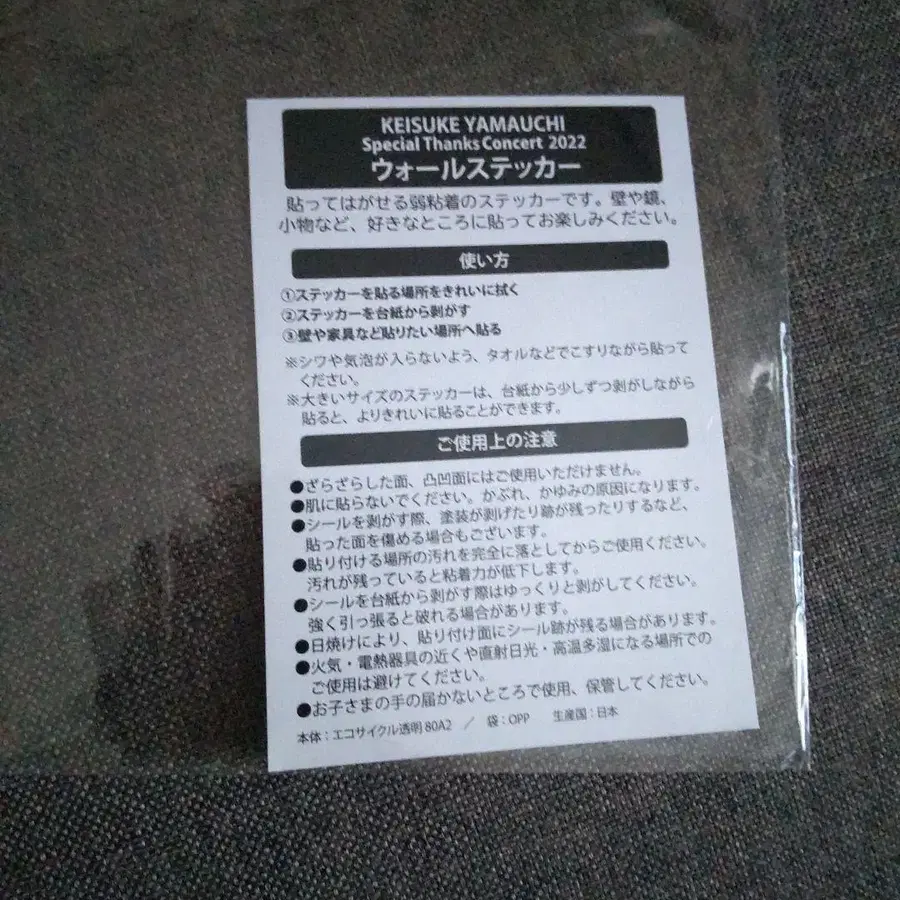 KEISUKE YAMAUCHI
Special Thanks Concert 2022
ウォールステッカー
貼ってはがせる弱粘着のステッカーです。壁や鏡、
小物など、好きなところに貼ってお楽しみください。
使い方
①ステッカーを貼る場所をきれいに拭く
②ステッカーを台紙から剥がす
③壁や家具など貼りたい場所へ貼る
※シワや気泡が入らないよう、タオルなどでこすりながら貼って
ください。
※大きいサイズのステッカーは、台紙から少しずつ剥がしながら
貼ると、よりきれいに貼ることができます。
ご使用上の注意
●ざらざらした面、凸凹面にはご使用いただけません。
●肌に貼らないでください。かぶれ、かゆみの原因になります。
●シールを剥がす際、塗装が剥げたり跡が残ったりするなど、
貼った面を傷める場合もございます。
●貼り付ける場所の汚れを完全に落としてからご使用ください。
汚れが残っていると粘着力が低下します。
●シールを台紙から剥がす際はゆっくりと剥がしてください。
強く引っ張ると破れる場合があります。
●日焼けにより、貼り付け面にシール跡が残る場合があります。
●火気・電熱器具の近くや直射日光・高温多湿になる場所での
ご使用は避けてください。
●お子さまの手の届かないところで使用、保管してください。
本体：エコサイクル透明 80A2 ／ 袋：OPP 生産国：日本